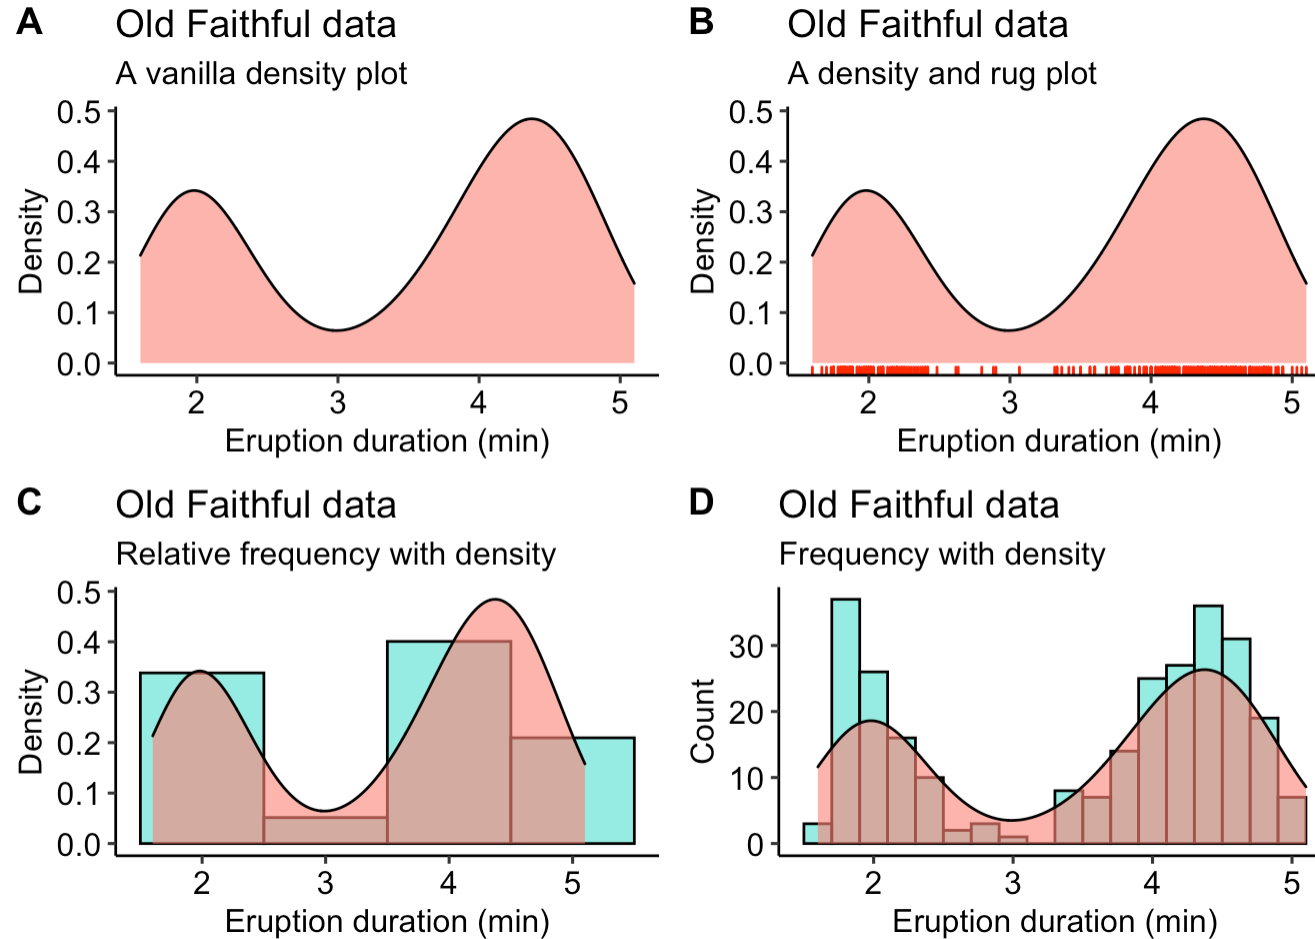 A
Old Faithful data
A vanilla density plot
0.5
0.4
0.3
0.2
0.1
0.0
Density
2 3 4 5
Eruption duration (min)
B
Old Faithful data
A density and rug plot
0.5
0.4
0.3
0.2
0.1
0.0
Density
2 3 4 5
Eruption duration (min)
C
Old Faithful data
Relative frequency with density
0.5
0.4
0.3
0.2
0.1
0.0
Density
2 3 4 5
Eruption duration (min)
D
Old Faithful data
Frequency with density
30
20
10
0
Count
2 3 4 5
Eruption duration (min)